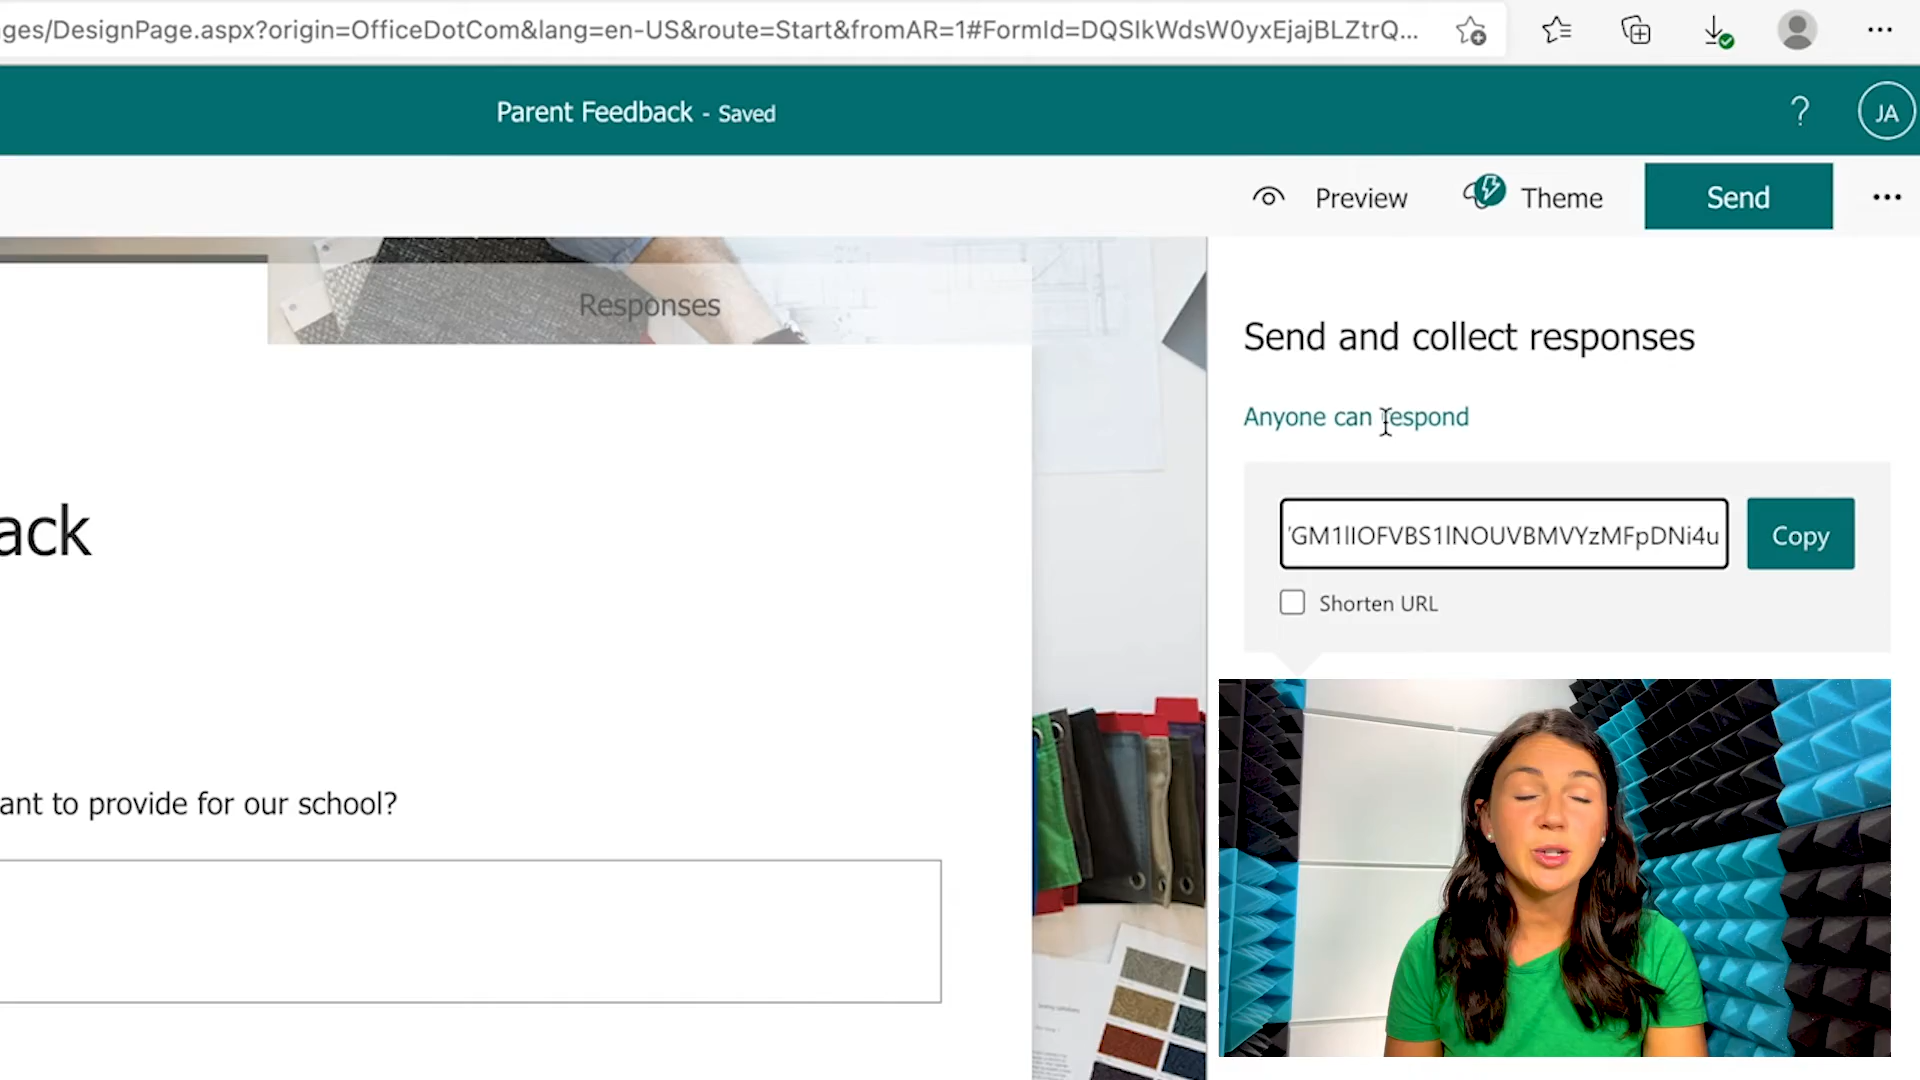 ges/DesignPage.aspx?origin=OfficeDotCom&lang=en-US&route=Start&fromAR=1#FormId=DQSIkWdsW0yxEjajBLZtrQ...
Parent Feedback - Saved
?
JA
Preview
Theme
Send
Responses
Send and collect responses
Anyone can respond
ack
GM1lIOFVBS1lNOUVBMVYzMFpDNi4u
Copy
Shorten URL
ant to provide for our school?